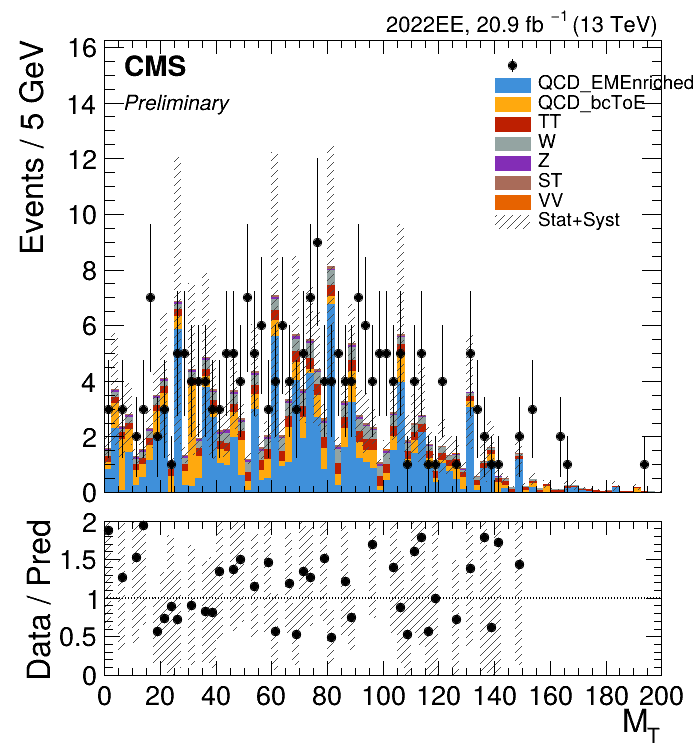 2022EE, 20.9 fb ⁻¹ (13 TeV)
Events / 5 GeV
16
14
12
10
8
6
4
2
0
CMS
Preliminary
QCD_EMEnriched
QCD_bcToE
TT
W
Z
ST
VV
Stat+Syst
Data / Pred
2
1.5
1
0.5
0
0 20 40 60 80 100 120 140 160 180 200
M_T